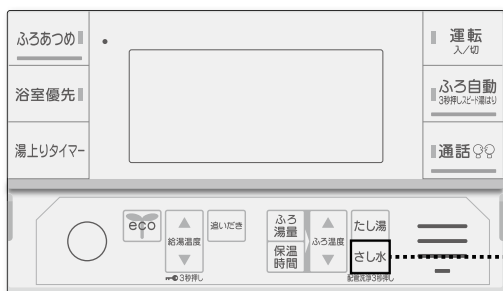 ふろあつめ
浴室優先
湯上りタイマー
運転
入/切
ふろ自動
3秒押しスピード湯はり
通話
eco
給湯温度
3秒押し
追いだき
ふろ
湯量
保温
時間
ふろ温度
たし湯
さし水
配管洗浄3秒押し